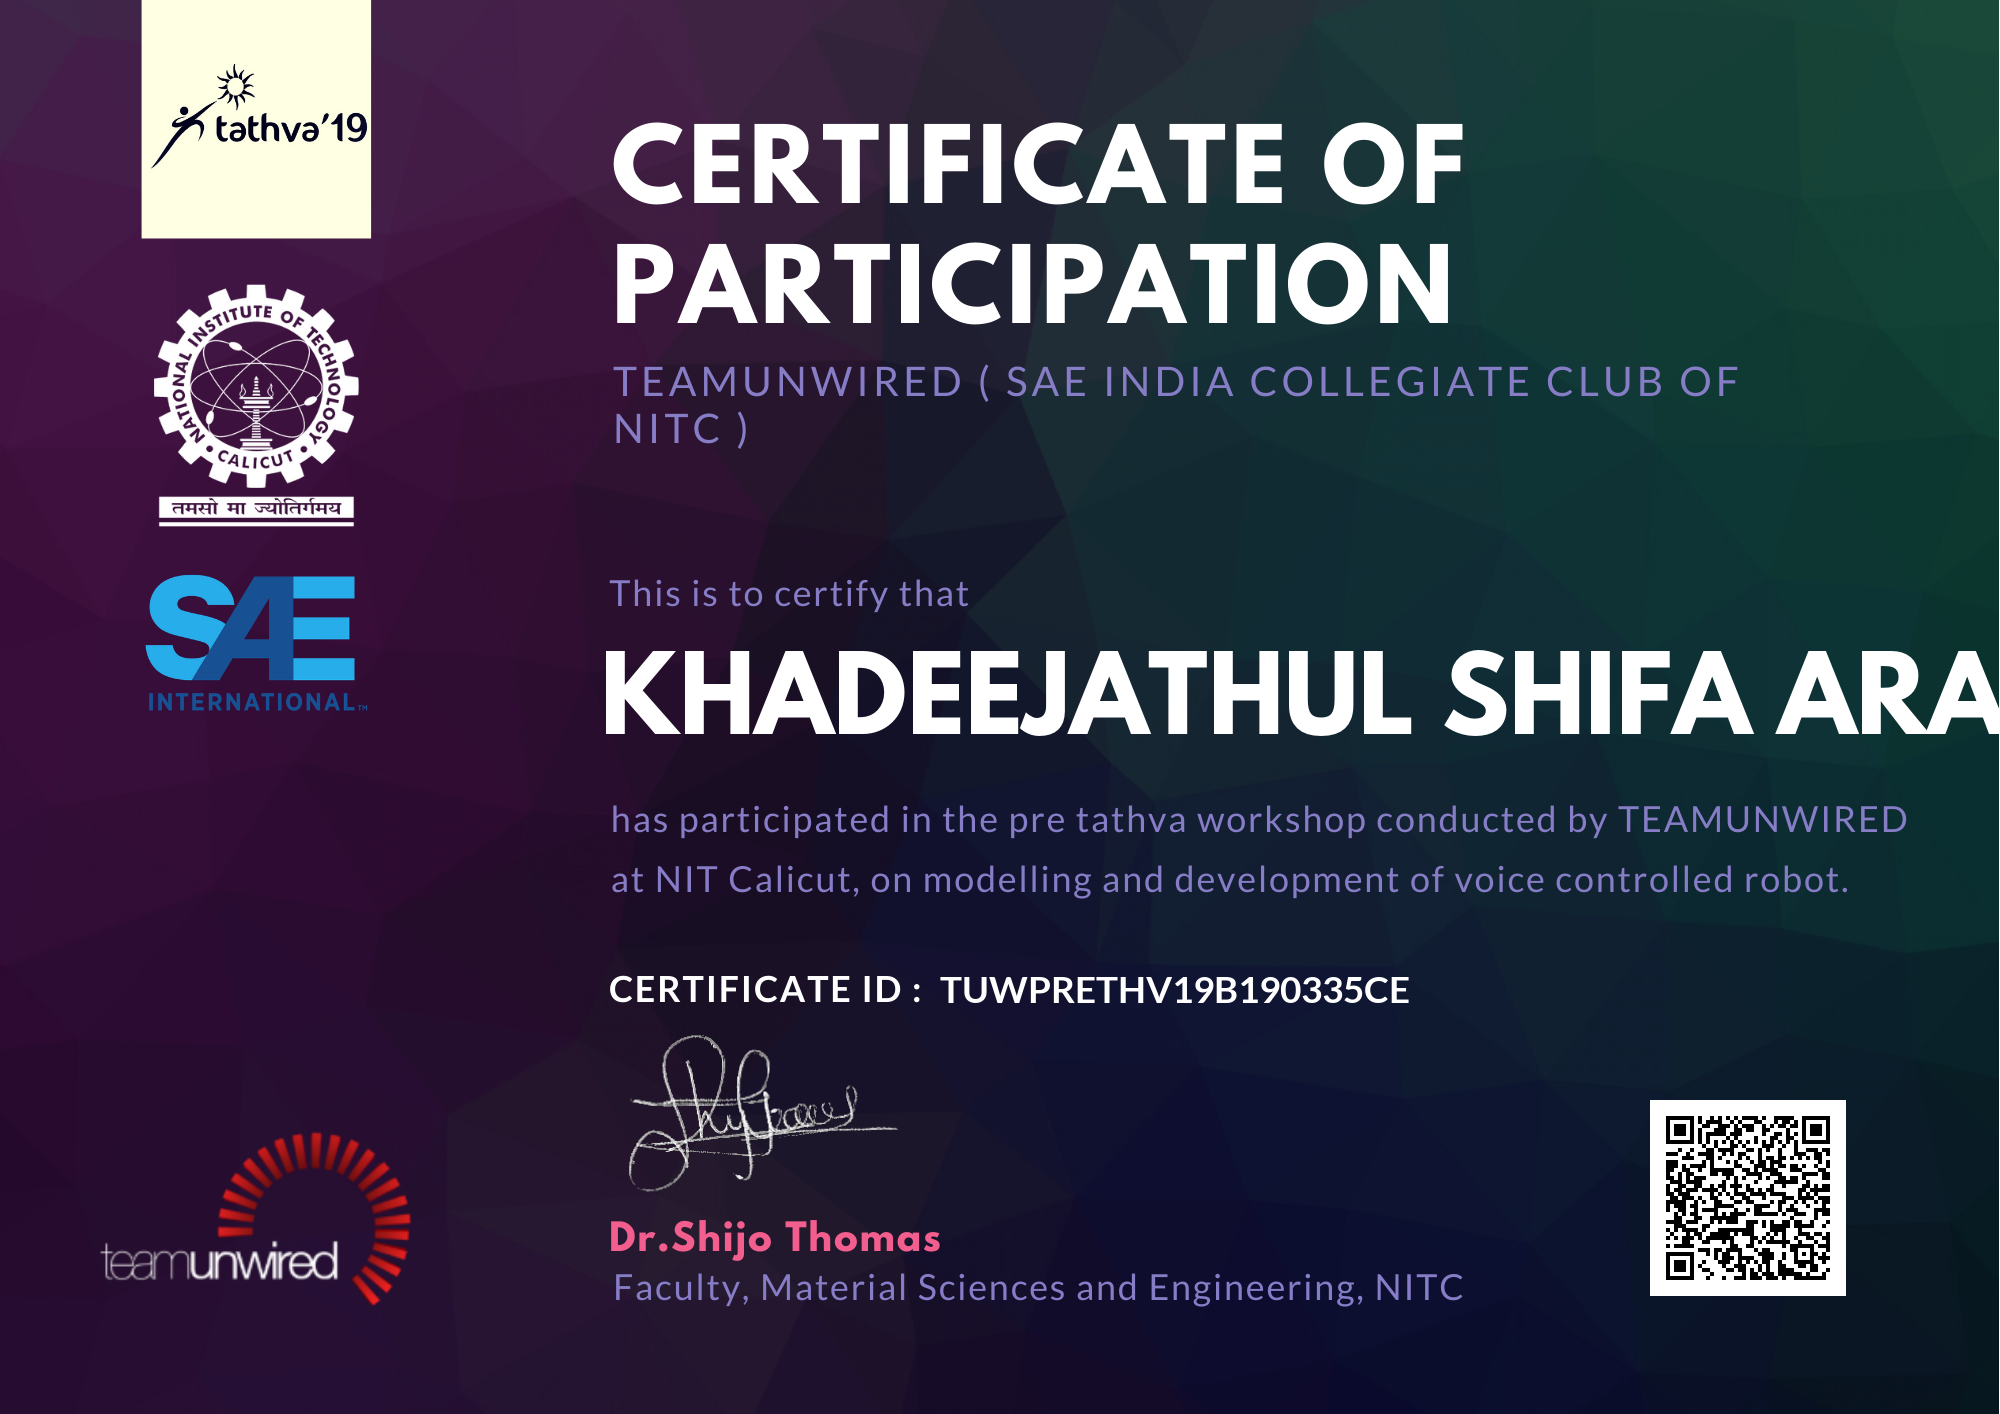 tathva'19
CERTIFICATE OF
PARTICIPATION
TEAMUNWIRED ( SAE INDIA COLLEGIATE CLUB OF
NITC )
NATIONAL INSTITUTE OF TECHNOLOGY
• CALICUT •
तमसो मा ज्योतिर्गमय
SAE
INTERNATIONAL™
This is to certify that
KHADEEJATHUL SHIFA ARA
has participated in the pre tathva workshop conducted by TEAMUNWIRED
at NIT Calicut, on modelling and development of voice controlled robot.
CERTIFICATE ID : TUWPRETHV19B190335CE
Dr.Shijo Thomas
Faculty, Material Sciences and Engineering, NITC
teamunwired